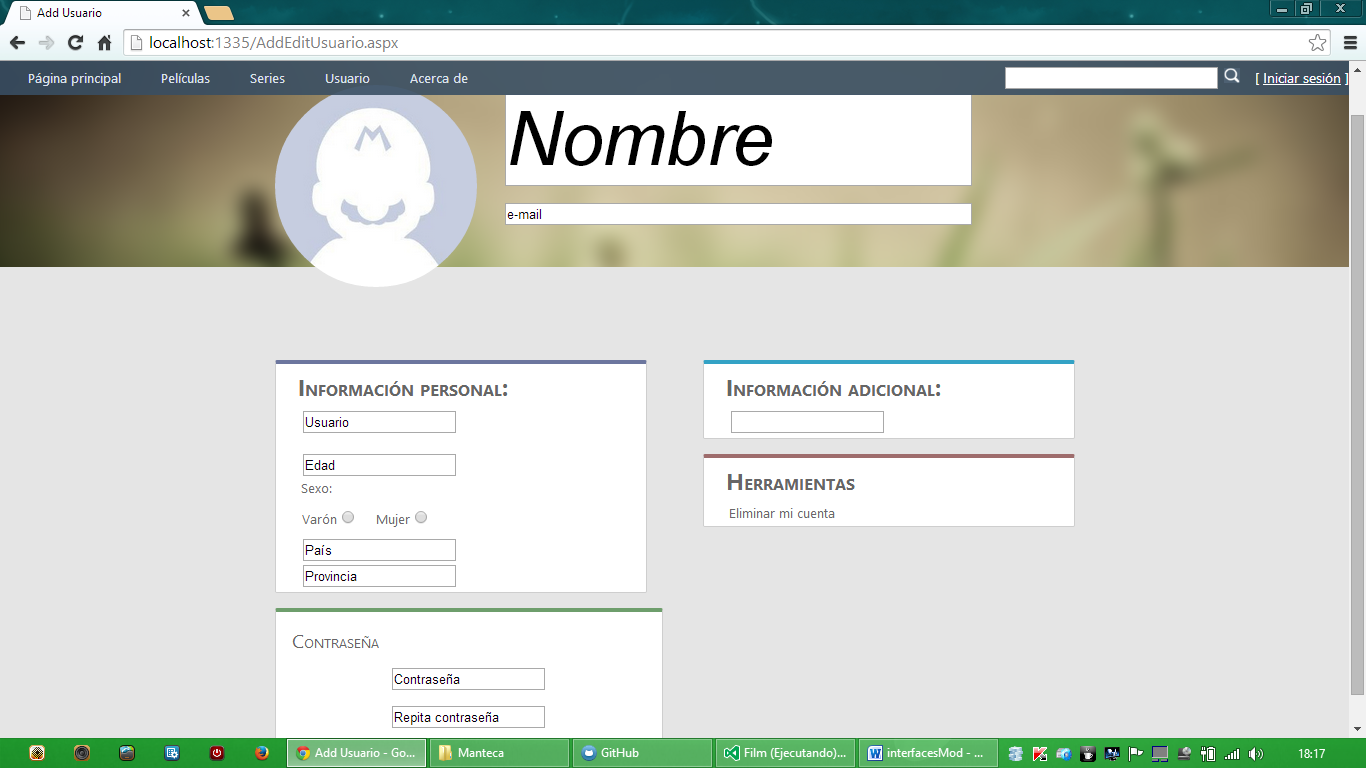 Add Usuario
localhost:1335/AddEditUsuario.aspx
Página principal Películas Series Usuario Acerca de [ Iniciar sesión ]
Nombre
e-mail
Información personal:
Usuario
Edad
Sexo:
Varón Mujer
País
Provincia
Contraseña
Contraseña
Repita contraseña
Información adicional:
Herramientas
Eliminar mi cuenta
Add Usuario - Go... Manteca GitHub Film (Ejecutando)... interfacesMod - ... 18:17